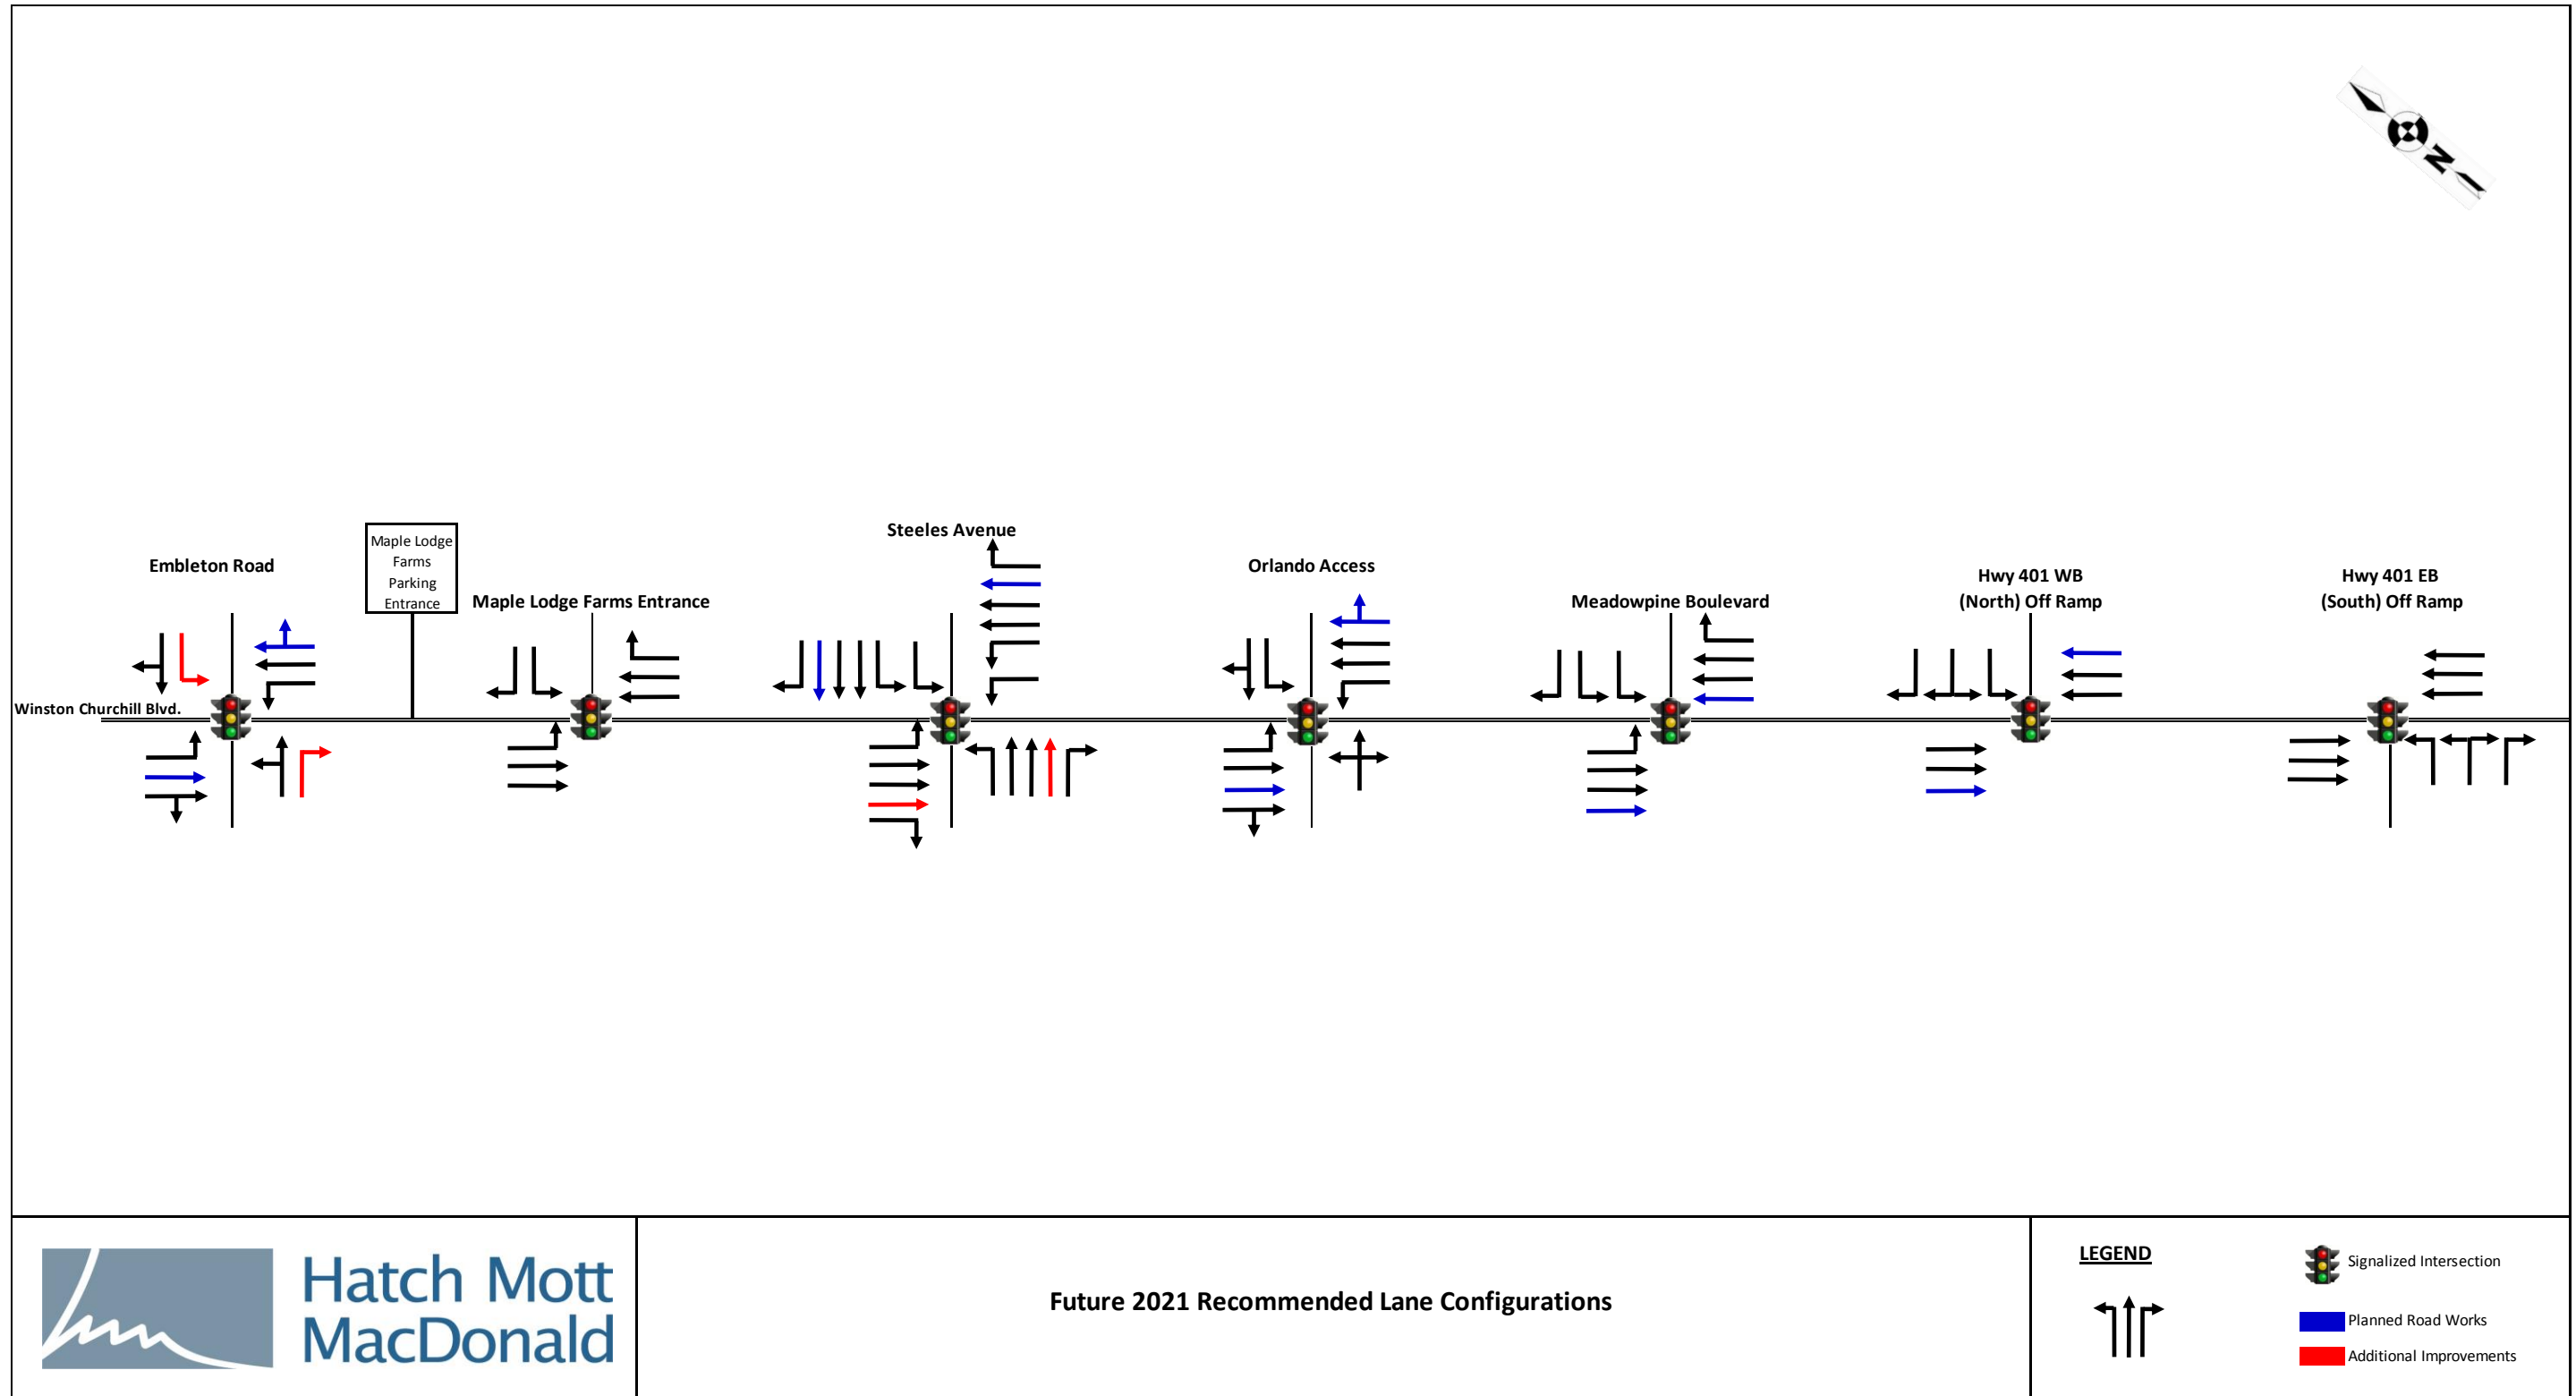 N
Steeles Avenue
Embleton Road
Maple Lodge
Farms
Parking
Entrance
Maple Lodge Farms Entrance
Orlando Access
Meadowpine Boulevard
Hwy 401 WB
(North) Off Ramp
Hwy 401 EB
(South) Off Ramp
Winston Churchill Blvd.
Hatch Mott
MacDonald
Future 2021 Recommended Lane Configurations
LEGEND
Signalized Intersection
Planned Road Works
Additional Improvements